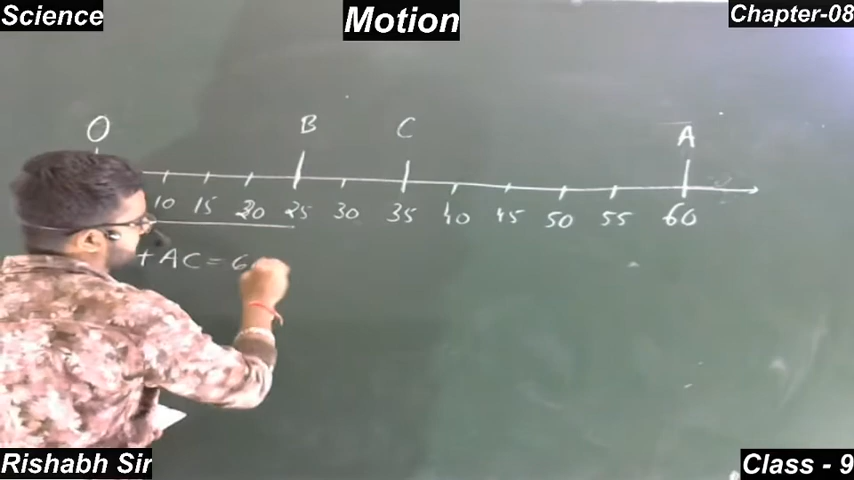 Science
Motion
Chapter-08
O B C A
10 15 20 25 30 35 40 45 50 55 60
+ AC = 6
Rishabh Sir
Class - 9